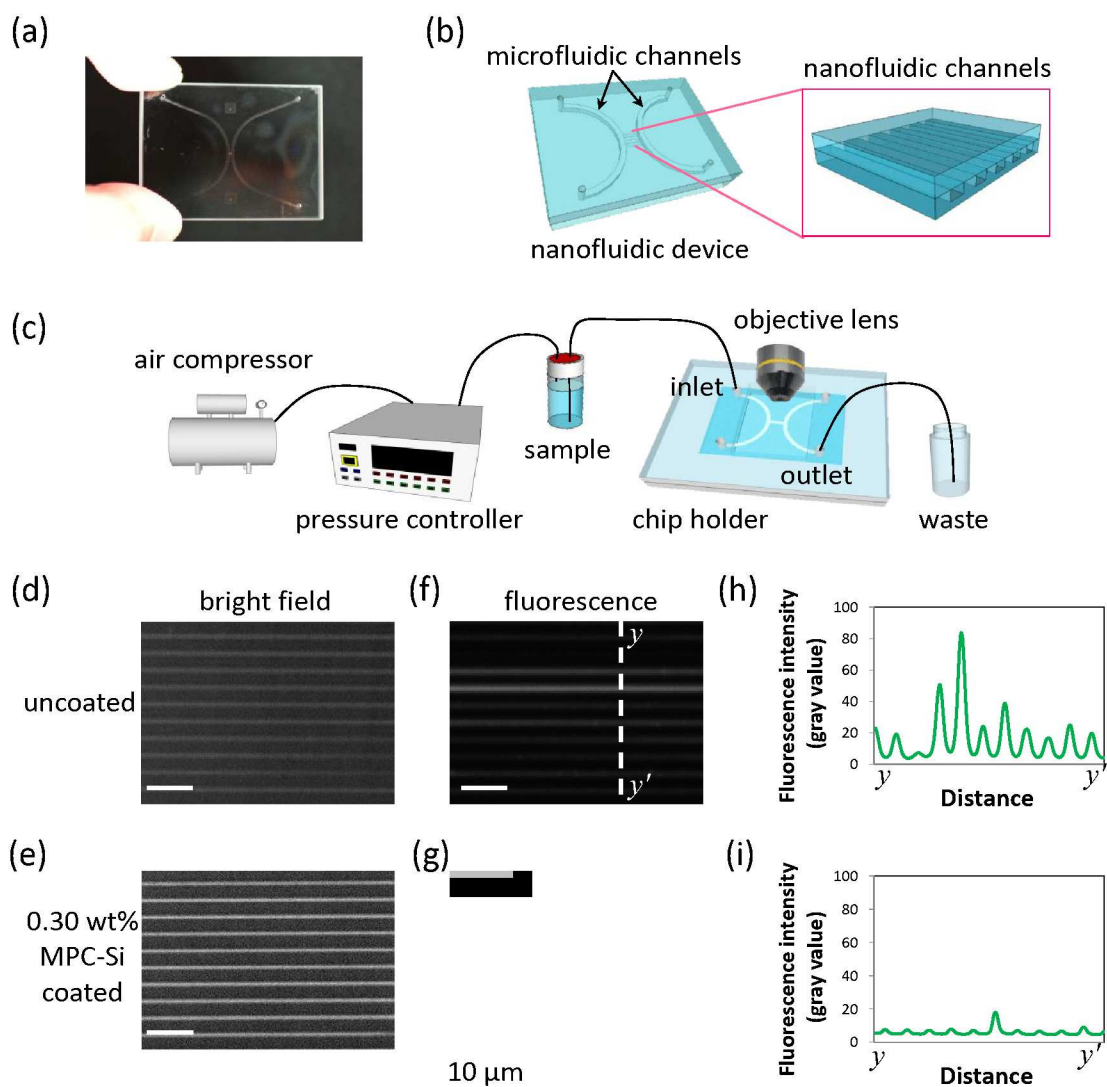 (a)
(b)
microfluidic channels
nanofluidic channels
nanofluidic device
(c)
air compressor
objective lens
inlet
sample
outlet
pressure controller
chip holder
waste
(d)
bright field
(f)
fluorescence
(h)
uncoated
y
y'
Fluorescence intensity
(gray value)
100
80
60
40
20
0
y
y'
Distance
(e)
0.30 wt%
MPC-Si
coated
(g)
10 μm
(i)
Fluorescence intensity
(gray value)
100
80
60
40
20
0
y
y'
Distance